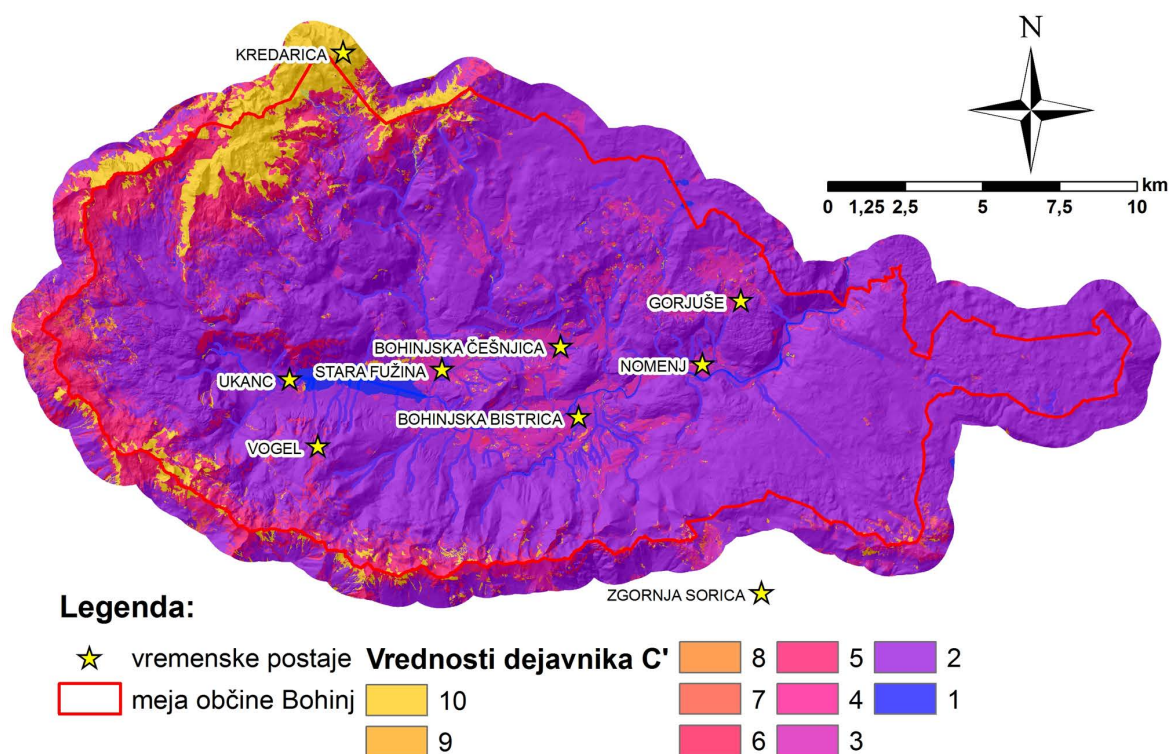 KREDARICA
N
km
0 1,25 2,5 5 7,5 10
GORJUŠE
BOHINJSKA ČEŠNJICA
STARA FUŽINA
NOMENJ
UKANC
BOHINJSKA BISTRICA
VOGEL
ZGORNJA SORICA
Legenda:
vremenske postaje
meja občine Bohinj
Vrednosti dejavnika C'
10
9
8
7
6
5
4
3
2
1